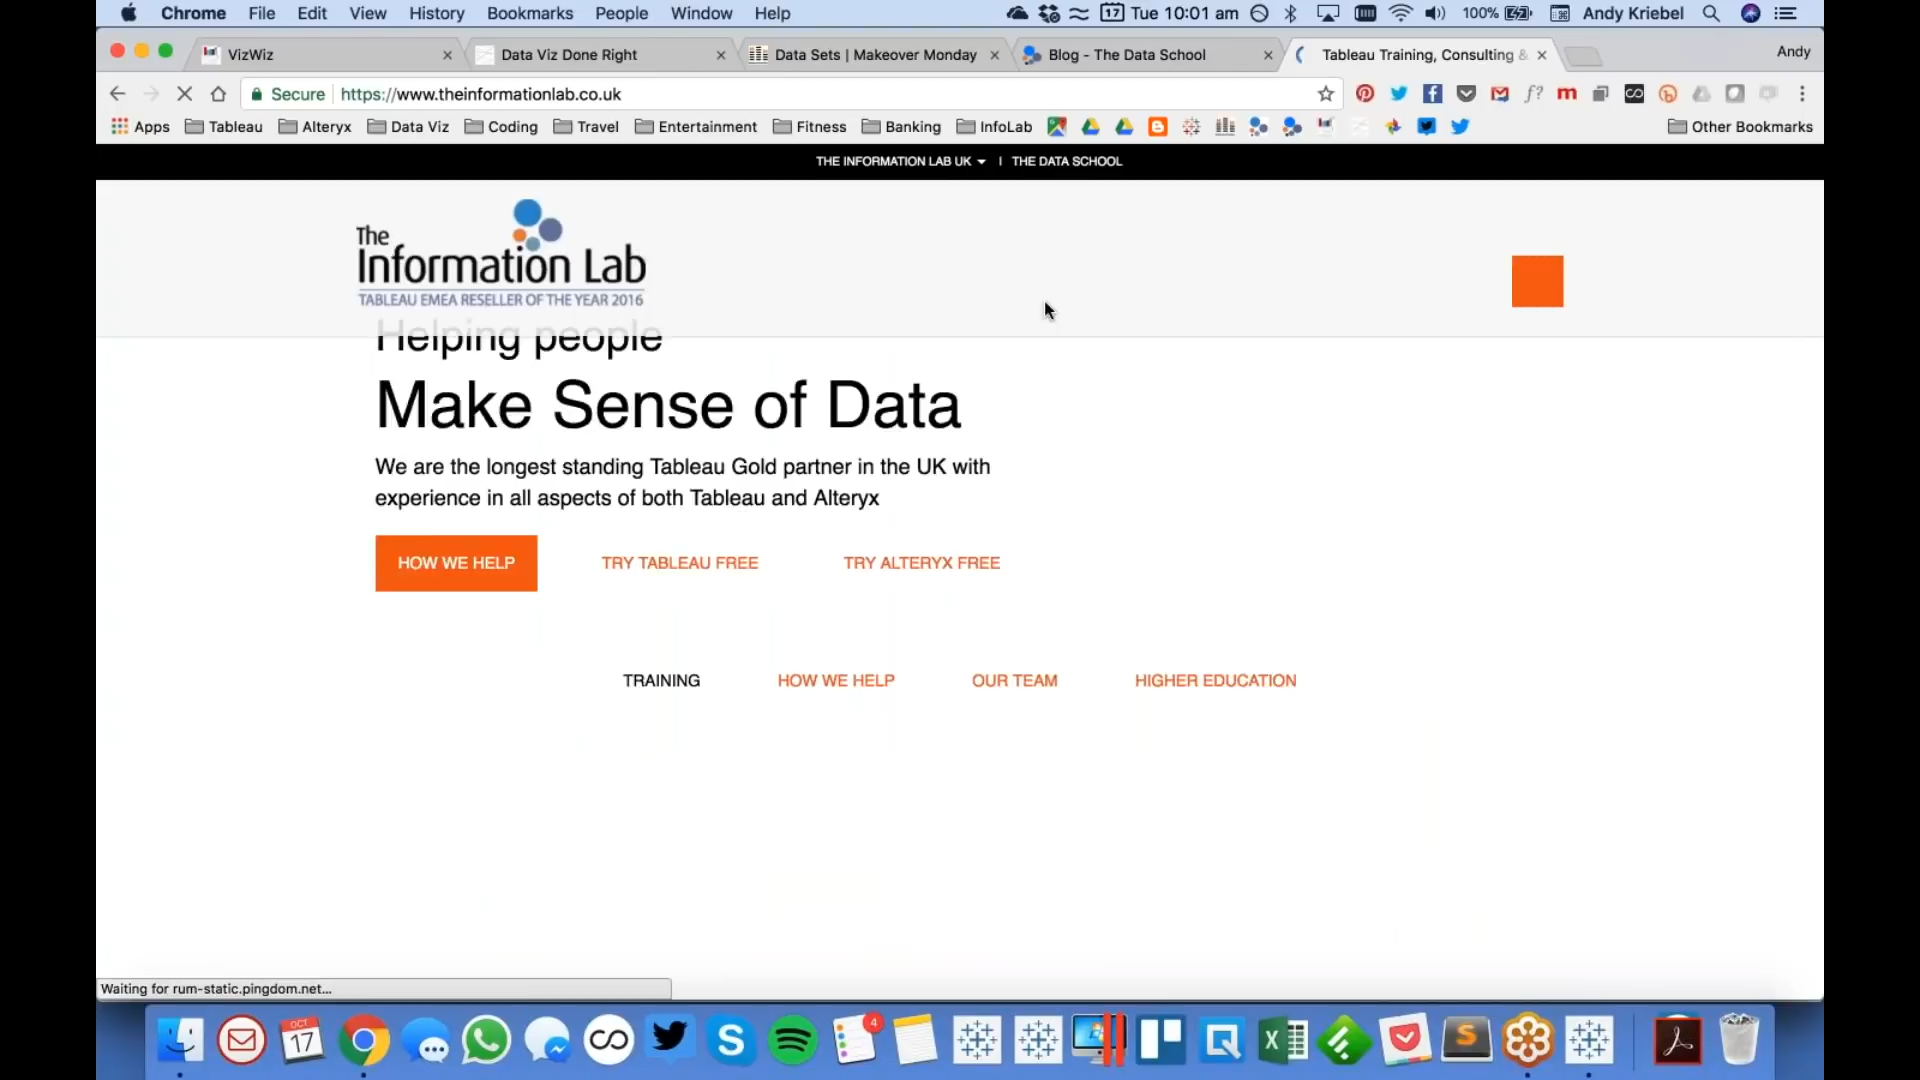 Chrome File Edit View History Bookmarks People Window Help 17 Tue 10:01 am 100% Andy Kriebel
VizWiz Data Viz Done Right Data Sets | Makeover Monday Blog - The Data School Tableau Training, Consulting & Andy
Secure https://www.theinformationlab.co.uk f? m
Apps Tableau Alteryx Data Viz Coding Travel Entertainment Fitness Banking InfoLab Other Bookmarks
THE INFORMATION LAB UK | THE DATA SCHOOL
The
Information Lab
TABLEAU EMEA RESELLER OF THE YEAR 2016
Helping people
Make Sense of Data
We are the longest standing Tableau Gold partner in the UK with
experience in all aspects of both Tableau and Alteryx
HOW WE HELP TRY TABLEAU FREE TRY ALTERYX FREE
TRAINING HOW WE HELP OUR TEAM HIGHER EDUCATION
Waiting for rum-static.pingdom.net...
OCT
17
4